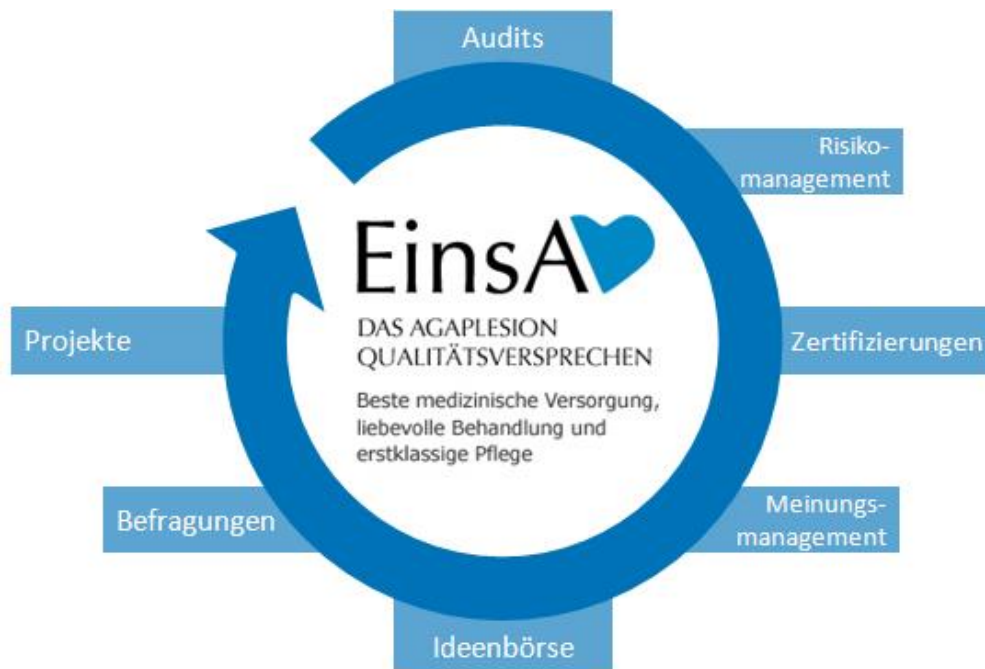 Audits
Risiko-
management
EinsA
DAS AGAPLESION
QUALITÄTSVERSPRECHEN
Projekte
Zertifizierungen
Beste medizinische Versorgung,
liebevolle Behandlung und
erstklassige Pflege
Befragungen
Meinungs-
management
Ideenbörse